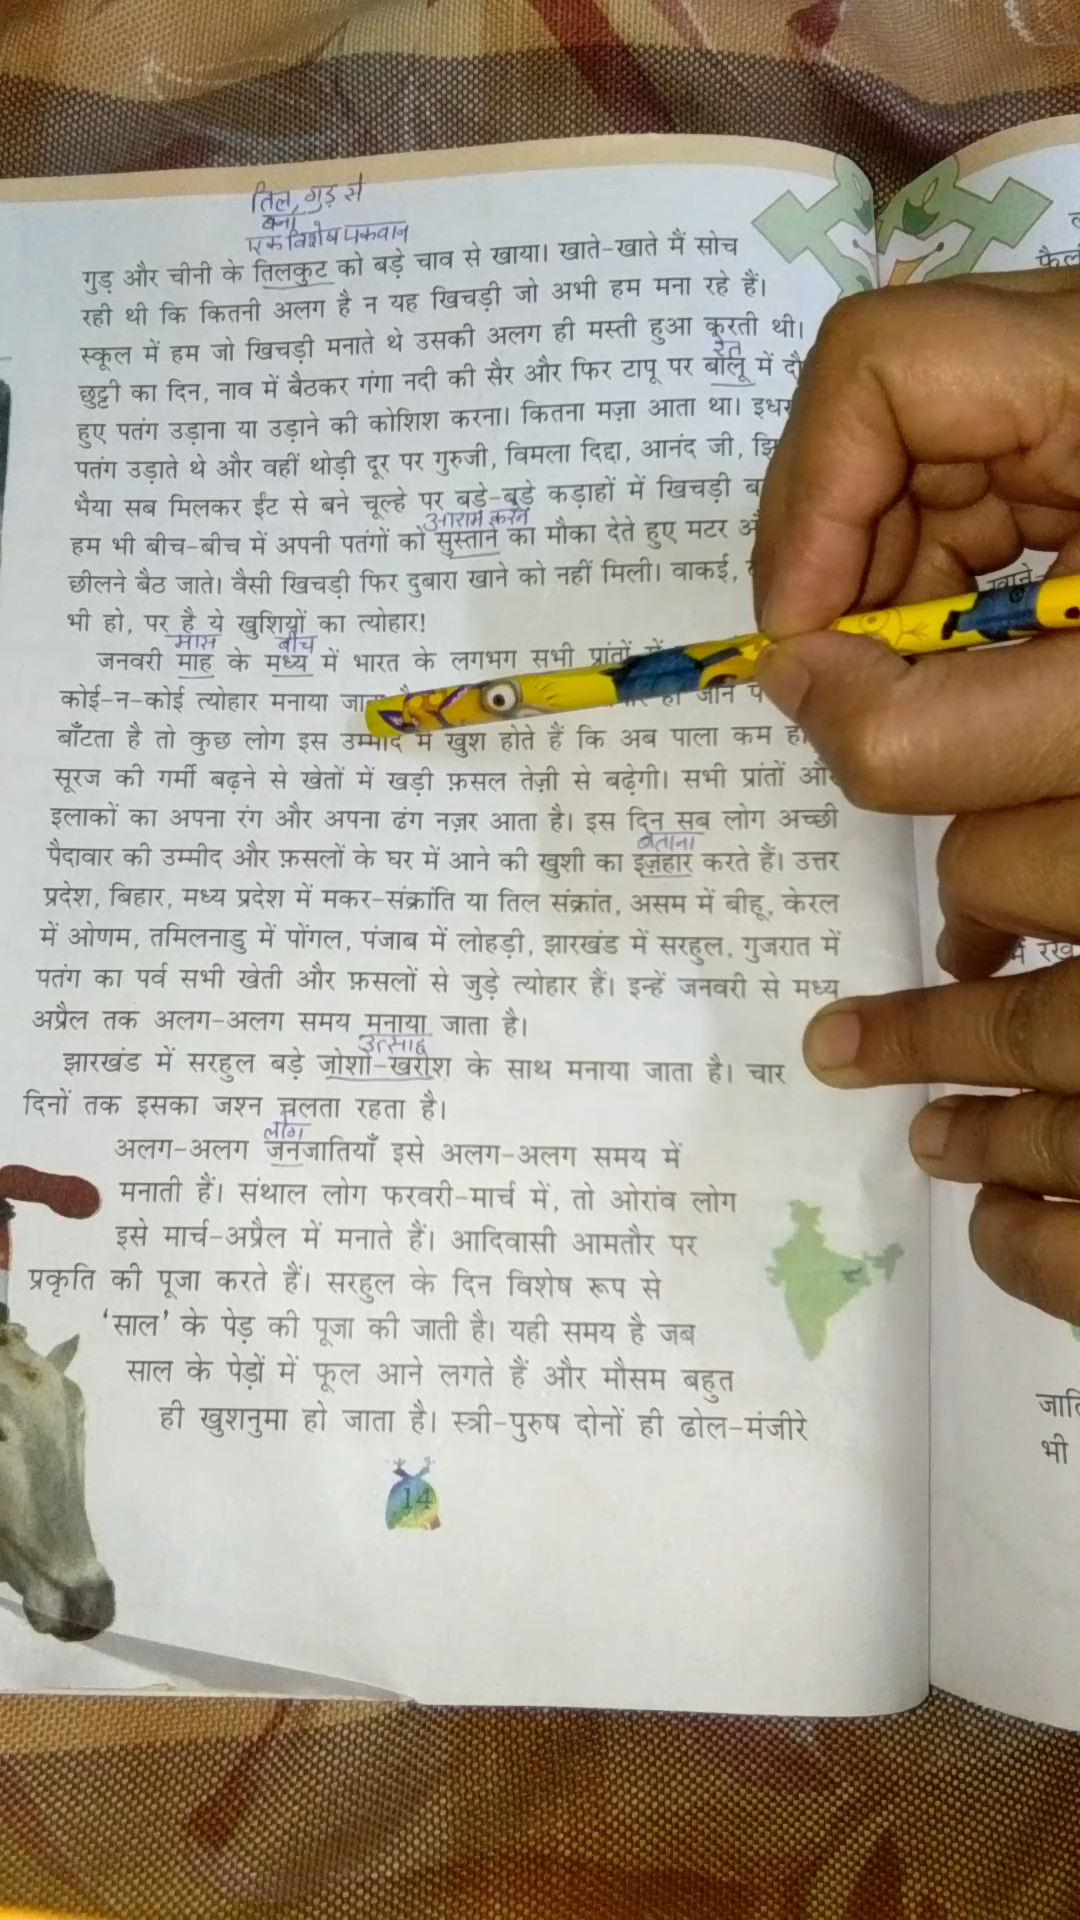 तिल, गुड़ से
बना
एक विशेष पकवान
गुड़ और चीनी के तिलकुट को बड़े चाव से खाया। खाते-खाते मैं सोच
रही थी कि कितनी अलग है न यह खिचड़ी जो अभी हम मना रहे हैं।
स्कूल में हम जो खिचड़ी मनाते थे उसकी अलग ही मस्ती हुआ करती थी।
रेत
छुट्टी का दिन, नाव में बैठकर गंगा नदी की सैर और फिर टापू पर बालू में
हुए पतंग उड़ाना या उड़ाने की कोशिश करना। कितना मज़ा आता था। इधर
पतंग उड़ाते थे और वहीं थोड़ी दूर पर गुरुजी, विमला दिद्दा, आनंद जी,
भैया सब मिलकर ईंट से बने चूल्हे पर बड़े-बड़े कड़ाहों में खिचड़ी
आराम करने
हम भी बीच-बीच में अपनी पतंगों को सुस्ताने का मौका देते हुए मटर
छीलने बैठ जाते। वैसी खिचड़ी फिर दुबारा खाने को नहीं मिली। वाकई,
भी हो, पर है ये खुशियों का त्योहार!
मास बीच
जनवरी माह के मध्य में भारत के लगभग सभी प्रांतों में
कोई-न-कोई त्योहार मनाया हो जाने
बाँटता है तो कुछ लोग इस उम्मीद में खुश होते हैं कि अब पाला कम
सूरज की गर्मी बढ़ने से खेतों में खड़ी फ़सल तेज़ी से बढ़ेगी। सभी प्रांतों और
इलाकों का अपना रंग और अपना ढंग नज़र आता है। इस दिन सब लोग अच्छी
बताना
पैदावार की उम्मीद और फ़सलों के घर में आने की खुशी का इज़हार करते हैं। उत्तर
प्रदेश, बिहार, मध्य प्रदेश में मकर-संक्रांति या तिल संक्रांत, असम में बीहू, केरल
में ओणम, तमिलनाडु में पोंगल, पंजाब में लोहड़ी, झारखंड में सरहुल, गुजरात में
पतंग का पर्व सभी खेती और फ़सलों से जुड़े त्योहार हैं। इन्हें जनवरी से मध्य
अप्रैल तक अलग-अलग समय मनाया जाता है।
उत्साह
झारखंड में सरहुल बड़े जोशो-खरोश के साथ मनाया जाता है। चार
दिनों तक इसका जश्न चलता रहता है।
लोग
अलग-अलग जनजातियाँ इसे अलग-अलग समय में
मनाती हैं। संथाल लोग फरवरी-मार्च में, तो ओरांव लोग
इसे मार्च-अप्रैल में मनाते हैं। आदिवासी आमतौर पर
प्रकृति की पूजा करते हैं। सरहुल के दिन विशेष रूप से
‘साल’ के पेड़ की पूजा की जाती है। यही समय है जब
साल के पेड़ों में फूल आने लगते हैं और मौसम बहुत
ही खुशनुमा हो जाता है। स्त्री-पुरुष दोनों ही ढोल-मंजीरे
14
खाने-
में रख
भी